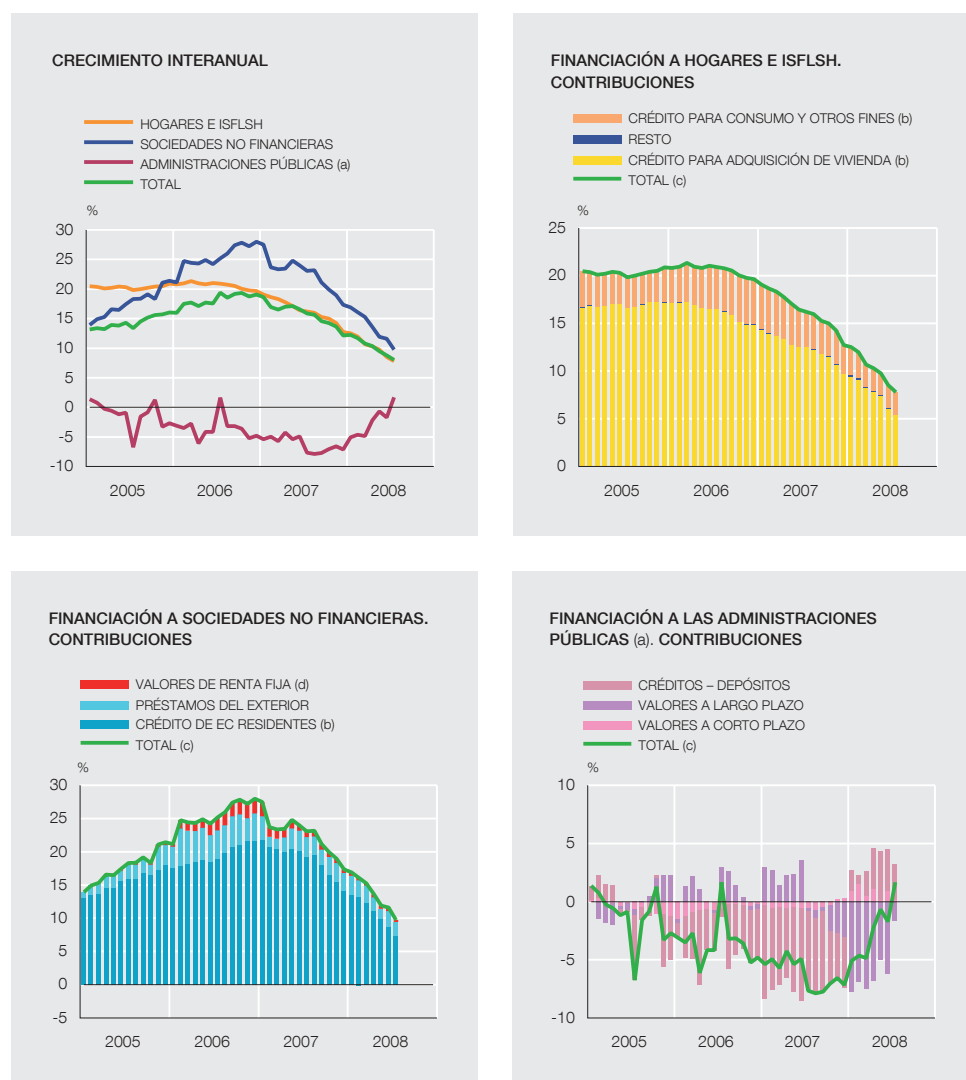 CRECIMIENTO INTERANUAL
HOGARES E ISFLSH
SOCIEDADES NO FINANCIERAS
ADMINISTRACIONES PÚBLICAS (a)
TOTAL
%
30
25
20
15
10
5
0
-5
-10
2005 2006 2007 2008
FINANCIACIÓN A HOGARES E ISFLSH.
CONTRIBUCIONES
CRÉDITO PARA CONSUMO Y OTROS FINES (b)
RESTO
CRÉDITO PARA ADQUISICIÓN DE VIVIENDA (b)
TOTAL (c)
%
25
20
15
10
5
0
2005 2006 2007 2008
FINANCIACIÓN A SOCIEDADES NO FINANCIERAS.
CONTRIBUCIONES
VALORES DE RENTA FIJA (d)
PRÉSTAMOS DEL EXTERIOR
CRÉDITO DE EC RESIDENTES (b)
TOTAL (c)
%
30
25
20
15
10
5
0
-5
2005 2006 2007 2008
FINANCIACIÓN A LAS ADMINISTRACIONES
PÚBLICAS (a). CONTRIBUCIONES
CRÉDITOS – DEPÓSITOS
VALORES A LARGO PLAZO
VALORES A CORTO PLAZO
TOTAL (c)
%
10
5
0
-5
-10
2005 2006 2007 2008